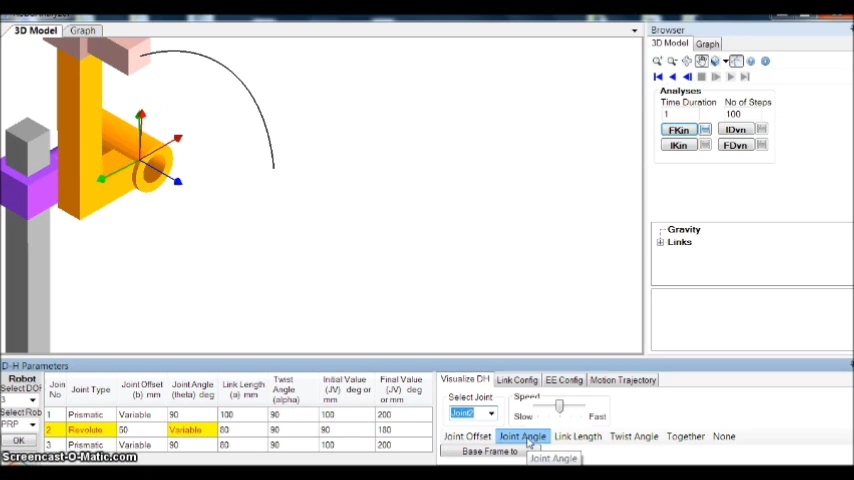 3D Model Graph
Browser
3D Model Graph
Analyses
Time Duration No of Steps
1 100
FKin IDyn
IKin FDyn
Gravity
Links
D-H Parameters
Robot
Select DOF
3
Select Rob
PRP
OK
Join No Joint Type Joint Offset (b) mm Joint Angle (theta) deg Link Length (a) mm Twist Angle (alpha) Initial Value (JV) deg or mm Final Value (JV) deg or mm
1 Prismatic Variable 90 100 90 100 200
2 Revolute 50 Variable 80 90 90 180
3 Prismatic Variable 90 80 90 100 200
Visualize DH Link Config EE Config Motion Trajectory
Select Joint
Joint2
Speed
Slow Fast
Joint Offset Joint Angle Link Length Twist Angle Together None
Base Frame to
Joint Angle
Screencast-O-Matic.com